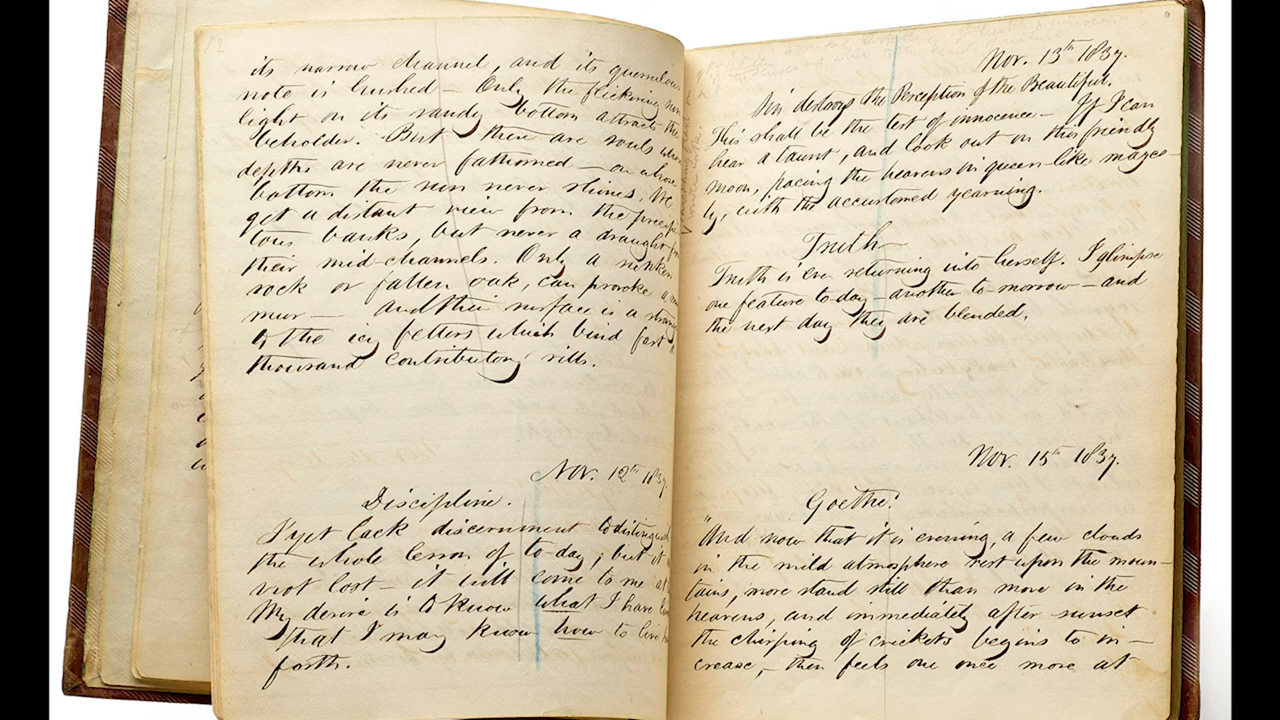 12
its narrow channel, and its querulous
note is hushed — Only the flickering sun
light on its sandy bottom attracts the
beholder. But there are souls whose
depths are never fathomed — on whose
bottom the sun never shines. We
get a distant view from the precipi
tous banks, but never a draught from
their mid-channels. Only a sunken
rock or fallen oak, can provoke a mur
mur — and their surface is a stranger
to the icy fetters which bind fast a
thousand contributory rills.
Nov. 12th 1837
Discipline.
I yet lack discernment to distinguish
the whole lesson of to-day; but it is
not lost — it will come to me at
My desire is to know what I have lived
that I may know how to live hence
forth.
Nov. 13th 1837.
Sin destroys the Perception of the Beautiful.
This shall be the test of innocence — If I can
hear a taunt, and look out on this friendly
moon, pacing the heavens in queen-like majes—
ty, with the accustomed yearning.
Truth
Truth is ever returning into herself. I glimpse
one feature to-day — another to-morrow — and
the next day they are blended.
Nov. 15th 1837.
Goethe.
"And now that it is evening, a few clouds
in the mild atmosphere rest upon the moun—
tains, more stand still than move in the
heavens, and immediately after sunset
the chirping of crickets begins to in—
crease, — then feels one once more at